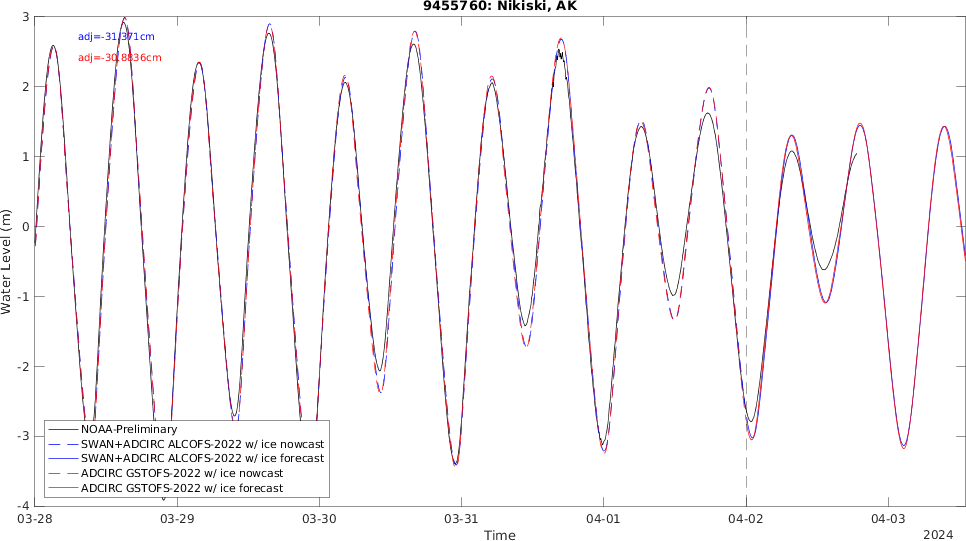 9455760: Nikiski, AK
adj=-31.371cm
adj=-30.8836cm
3
2
1
0
-1
-2
-3
-4
Water Level (m)
NOAA-Preliminary
SWAN+ADCIRC ALCOFS-2022 w/ ice nowcast
SWAN+ADCIRC ALCOFS-2022 w/ ice forecast
ADCIRC GSTOFS-2022 w/ ice nowcast
ADCIRC GSTOFS-2022 w/ ice forecast
03-28 03-29 03-30 03-31 04-01 04-02 04-03
Time
2024